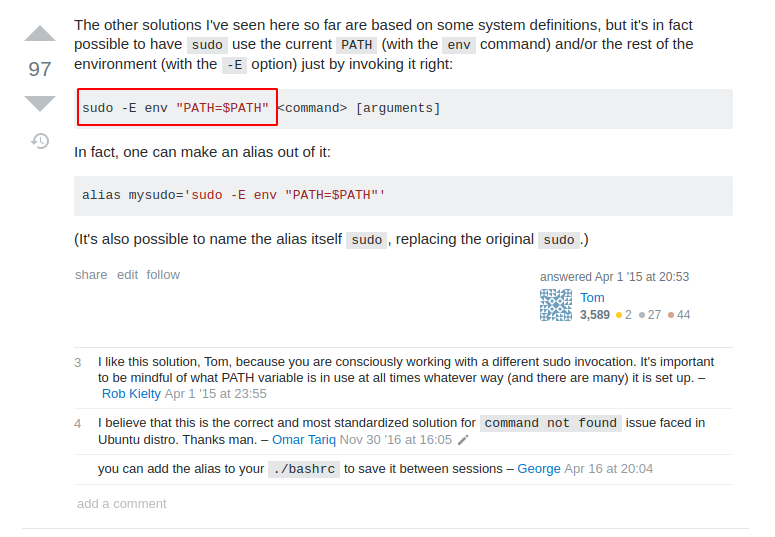 The other solutions I've seen here so far are based on some system definitions, but it's in fact
possible to have sudo use the current PATH (with the env command) and/or the rest of the
97
environment (with the -E option) just by invoking it right:
sudo -E env "PATH=$PATH" <command> [arguments]
In fact, one can make an alias out of it:
alias mysudo='sudo -E env "PATH=$PATH"'
(It's also possible to name the alias itself sudo, replacing the original sudo.)
share edit follow
answered Apr 1 '15 at 20:53
Tom
3,589 2 27 44
3 I like this solution, Tom, because you are consciously working with a different sudo invocation. It's important
to be mindful of what PATH variable is in use at all times whatever way (and there are many) it is set up. –
Rob Kielty Apr 1 '15 at 23:55
4 I believe that this is the correct and most standardized solution for command not found issue faced in
Ubuntu distro. Thanks man. – Omar Tariq Nov 30 '16 at 16:05
you can add the alias to your ./bashrc to save it between sessions – George Apr 16 at 20:04
add a comment